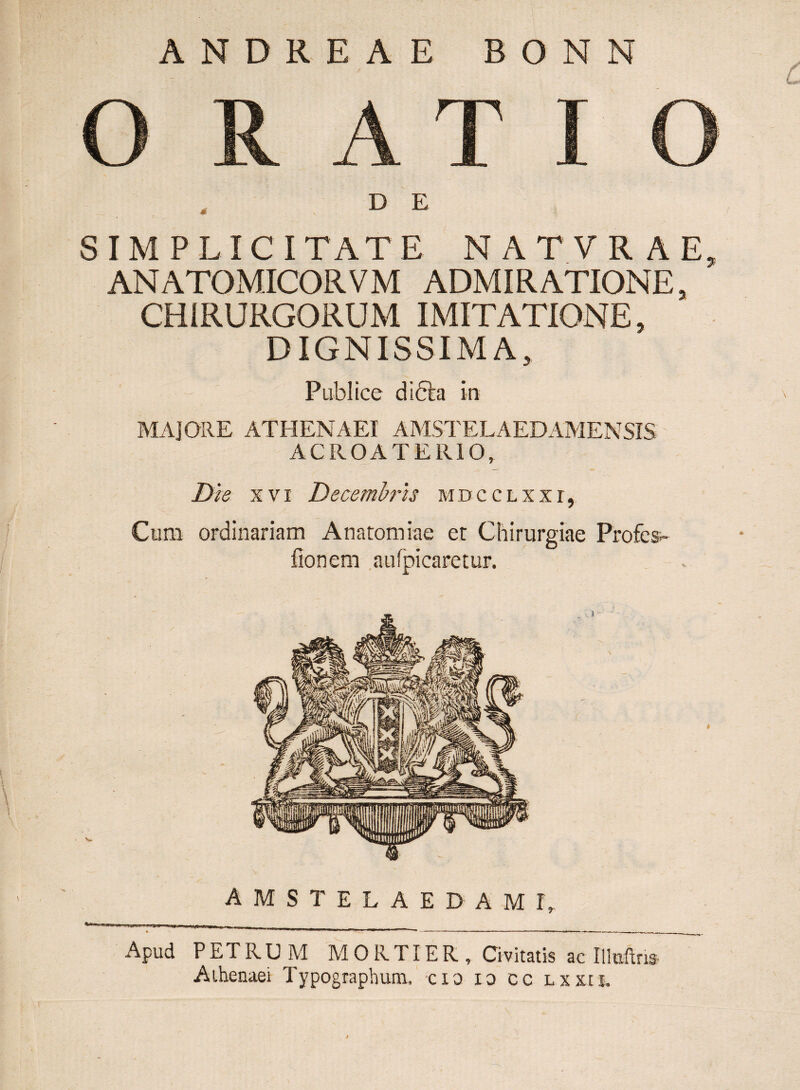 ANDREAE BONN
ORATIO
DE
SIMPLICITATE NATVRAE,
ANATOMICORVM ADMIRATIONE,
CHIRURGORUM IMITATIONE,
DIGNISSIMA,
Publice dicta in
MAJORE ATHENAEI AMSTELAEDAMENSIS
ACROATERIO,
Die XVI Decembris MDCCLXXI,
Cum ordinariam Anatomiae et Chirurgiae Profes-
ſionem auſpicaretur.
AMSTELAEDAMI,
Apud PETRUM MORTIER, Civitatis ac Illuſtris
Athenaei Typographum. CIƆ IƆ CC LXXII.